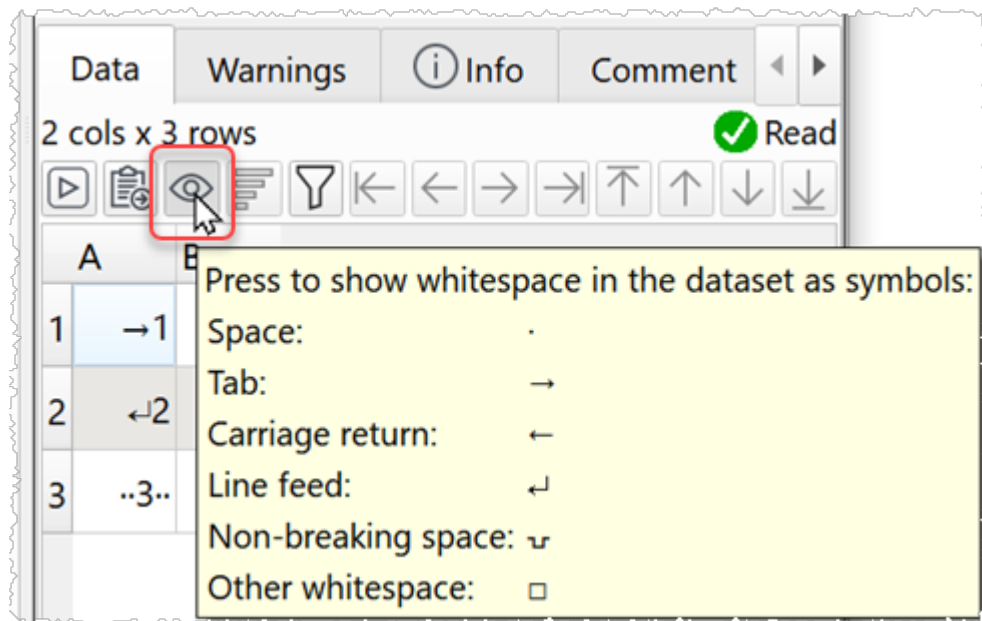 Data Warnings Info Comment
2 cols x 3 rows Read
A B
Press to show whitespace in the dataset as symbols:
1 →1 Space: ·
Tab: →
2 ↵2 Carriage return: ←
Line feed: ↵
3 ··3·· Non-breaking space:
Other whitespace: □